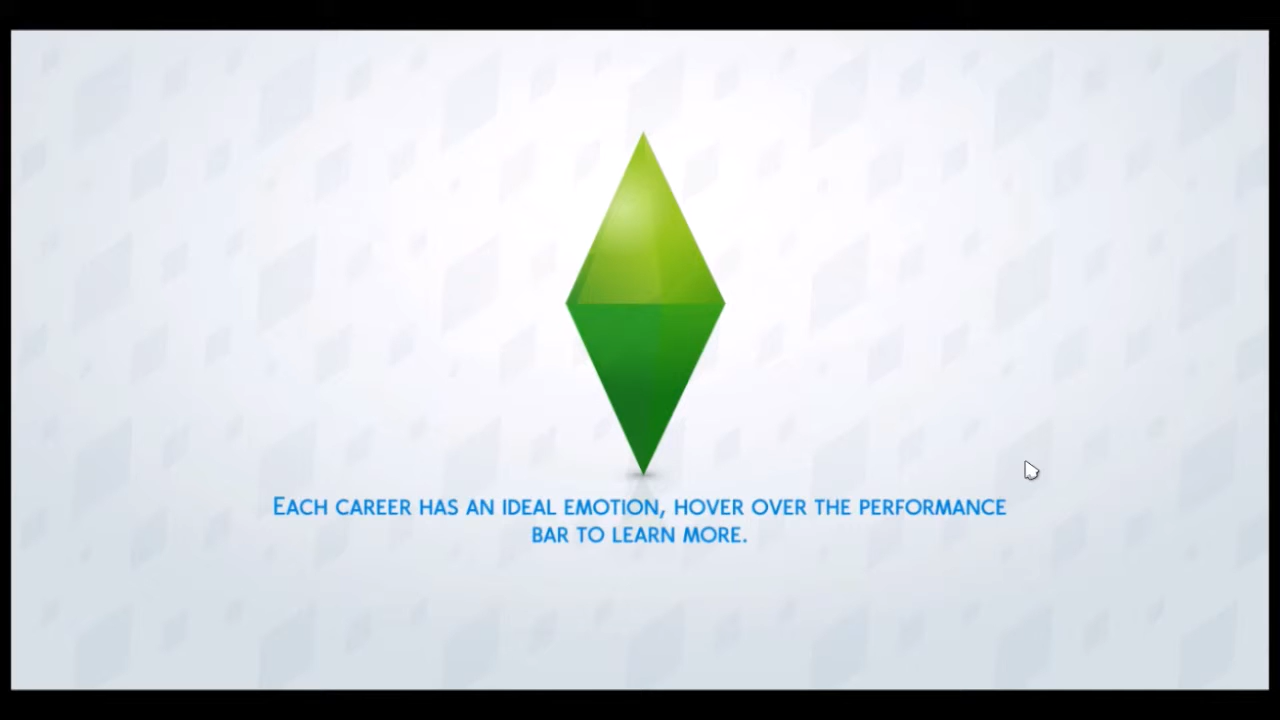 Each career has an ideal emotion, hover over the performance
bar to learn more.